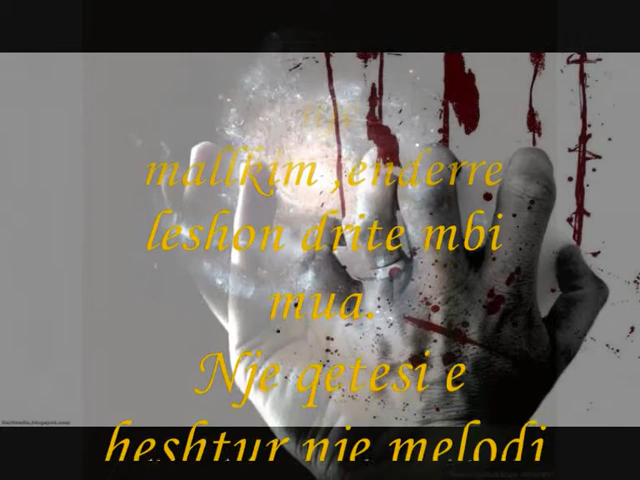 mallkim ,enderre
leshon drite mbi
mua.
Nje qetesi e
heshtur nje melodi